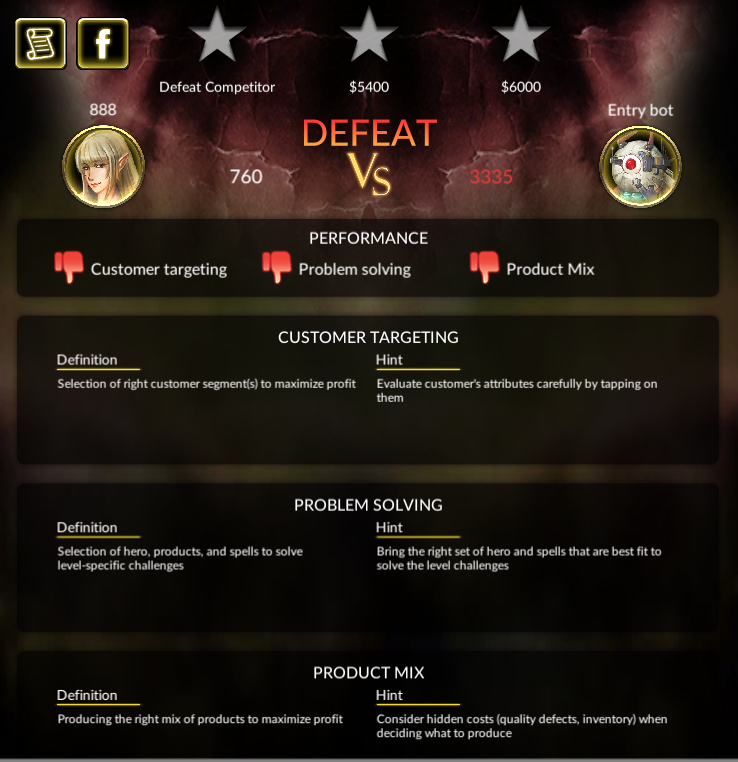 f
Defeat Competitor
$5400
$6000
888
Entry bot
DEFEAT
VS
760
3335
PERFORMANCE
Customer targeting
Problem solving
Product Mix
CUSTOMER TARGETING
Definition
Hint
Selection of right customer segment(s) to maximize profit
Evaluate customer's attributes carefully by tapping on
them
PROBLEM SOLVING
Definition
Hint
Selection of hero, products, and spells to solve
level-specific challenges
Bring the right set of hero and spells that are best fit to
solve the level challenges
PRODUCT MIX
Definition
Hint
Producing the right mix of products to maximize profit
Consider hidden costs (quality defects, inventory) when
deciding what to produce